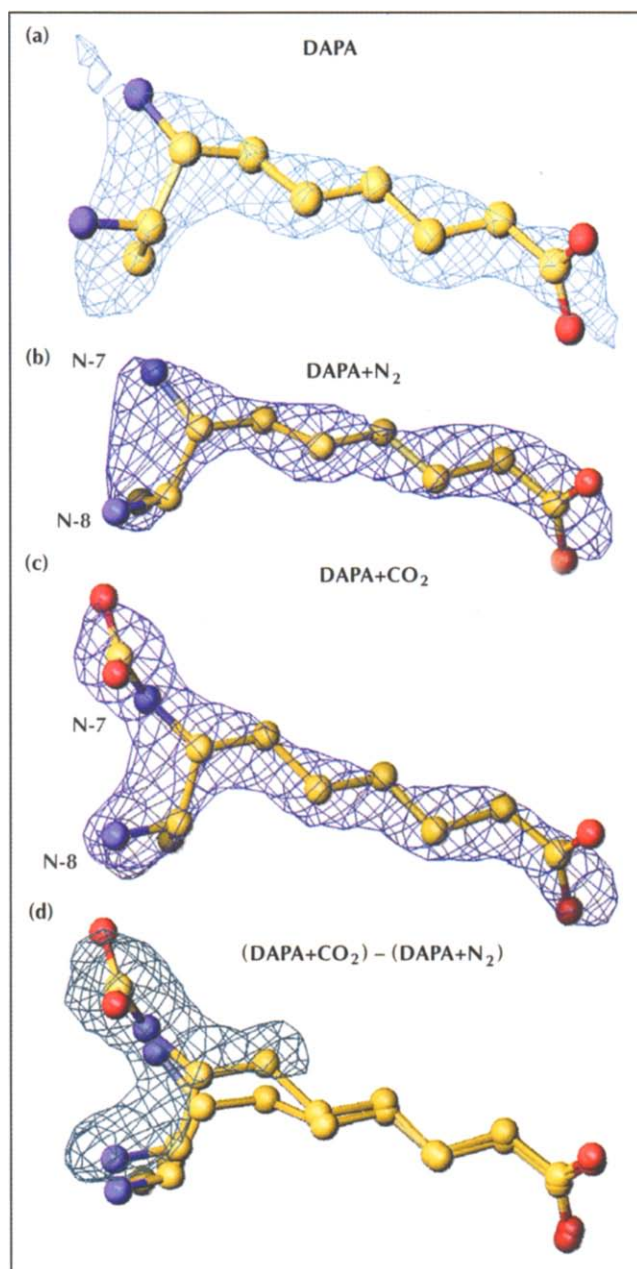 (a)
DAPA
(b)
N-7
DAPA+N₂
N-8
(c)
DAPA+CO₂
N-7
N-8
(d)
(DAPA+CO₂) – (DAPA+N₂)